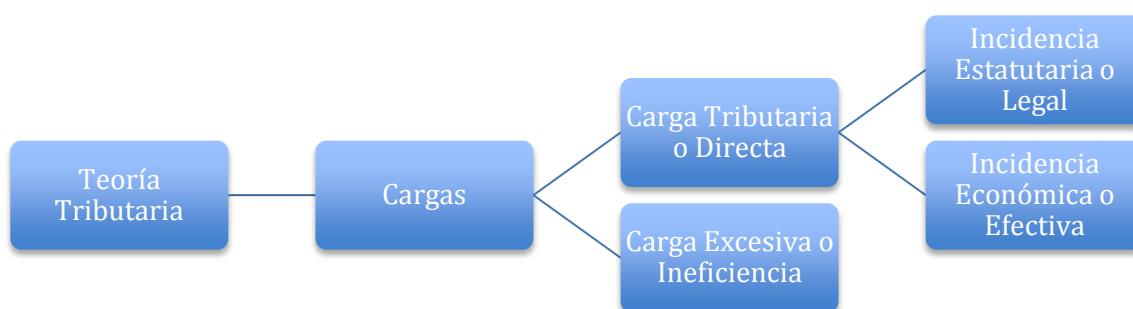 Teoría
Tributaria
Cargas
Carga Tributaria
o Directa
Incidencia
Estatutaria o
Legal
Incidencia
Económica o
Efectiva
Carga Excesiva o
Ineficiencia